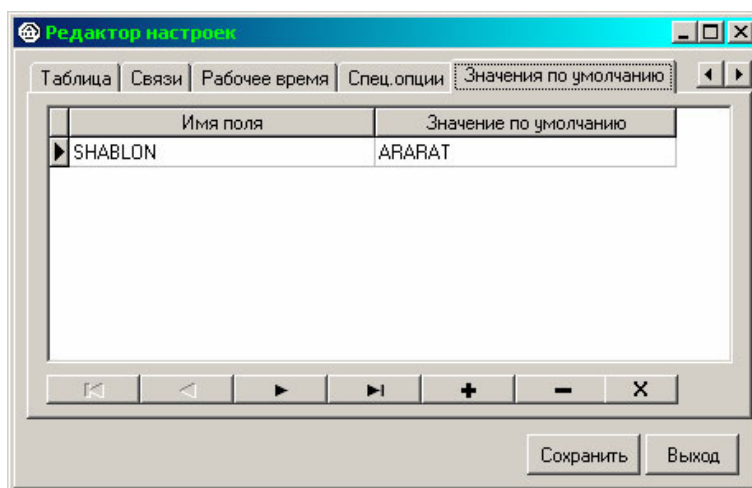 Редактор настроек
Таблица Связи Рабочее время Спец.опции Значения по умолчанию
Имя поля Значение по умолчанию
SHABLON ARARAT
Сохранить Выход